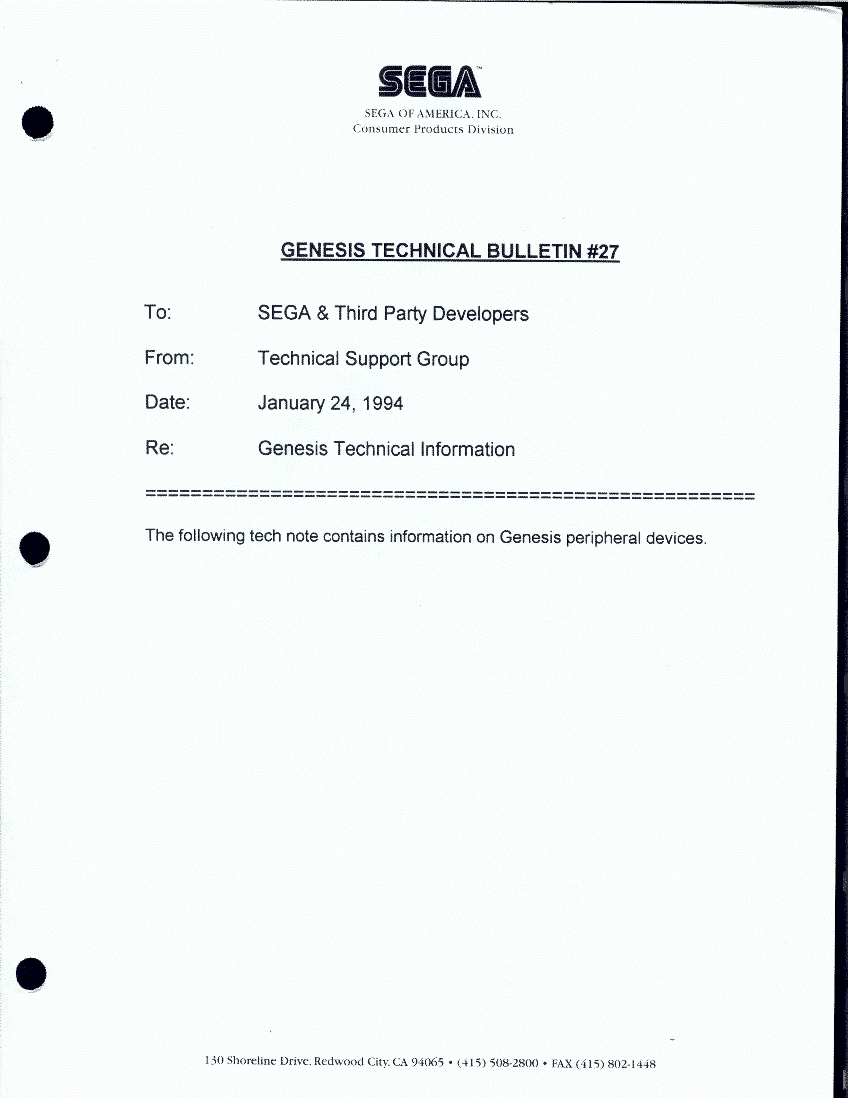 SEGA™
SEGA OF AMERICA, INC.
Consumer Products Division
GENESIS TECHNICAL BULLETIN #27
To: SEGA & Third Party Developers
From: Technical Support Group
Date: January 24, 1994
Re: Genesis Technical Information
======================================================
The following tech note contains information on Genesis peripheral devices.
130 Shoreline Drive, Redwood City, CA 94065 • (415) 508-2800 • FAX (415) 802-1448